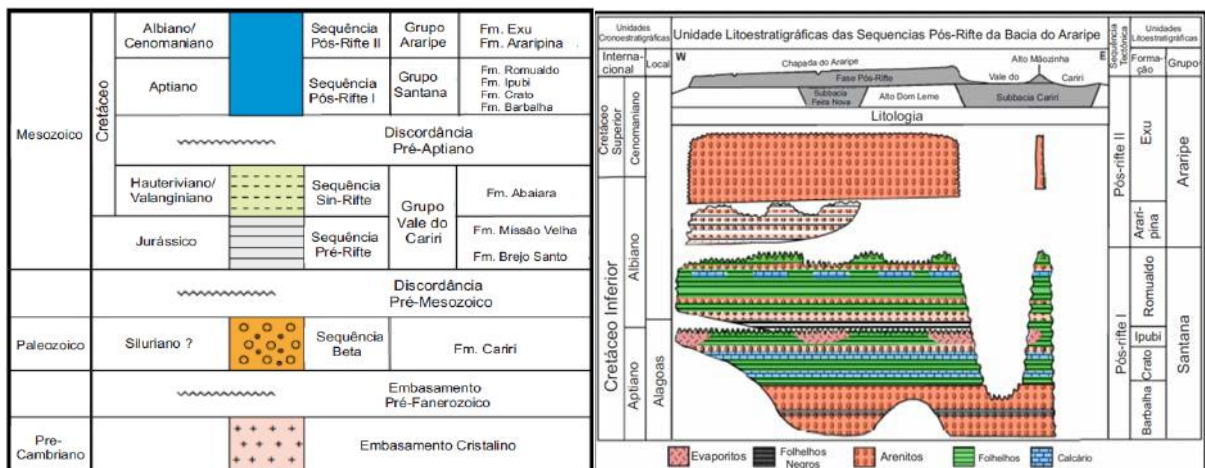 Mesozoico
Cretáceo
Albiano/
Cenomaniano
Sequência
Pós-Rifte II
Grupo
Araripe
Fm. Exu
Fm. Araripina
Aptiano
Sequência
Pós-Rifte I
Grupo
Santana
Fm. Romualdo
Fm. Ipubi
Fm. Crato
Fm. Barbalha
Discordância
Pré-Aptiano
Hauteriviano/
Valanginiano
Sequência
Sin-Rifte
Grupo
Vale do
Cariri
Fm. Abaiara
Jurássico
Sequência
Pré-Rifte
Fm. Missão Velha
Fm. Brejo Santo
Discordância
Pré-Mesozoico
Paleozoico
Siluriano ?
Sequência
Beta
Fm. Cariri
Embasamento
Pré-Fanerozoico
Pre-
Cambriano
Embasamento Cristalino
Unidades
Cronoestratigráficas
Unidade Litoestratigráficas das Sequencias Pós-Rifte da Bacia do Araripe
Sequência
Tectônica
Unidades
Litoestratigráficas
Interna-
cional
Local
W
E
Formação
Grupo
Chapada do Araripe
Alto Mãozinha
Fase Pós-Rifte
Vale do
Cariri
Subbacia
Feira Nova
Alto Dom Leme
Subbacia Cariri
Litologia
Cretáceo
Superior
Cenomaniano
Pós-rifte II
Exu
Araripe
Cretáceo Inferior
Albiano
Arari-
pina
Romualdo
Aptiano
Alagoas
Pós-rifte I
Ipubi
Crato
Barbalha
Santana
Evaporitos
Folhelhos
Negros
Arenitos
Folhelhos
Calcário